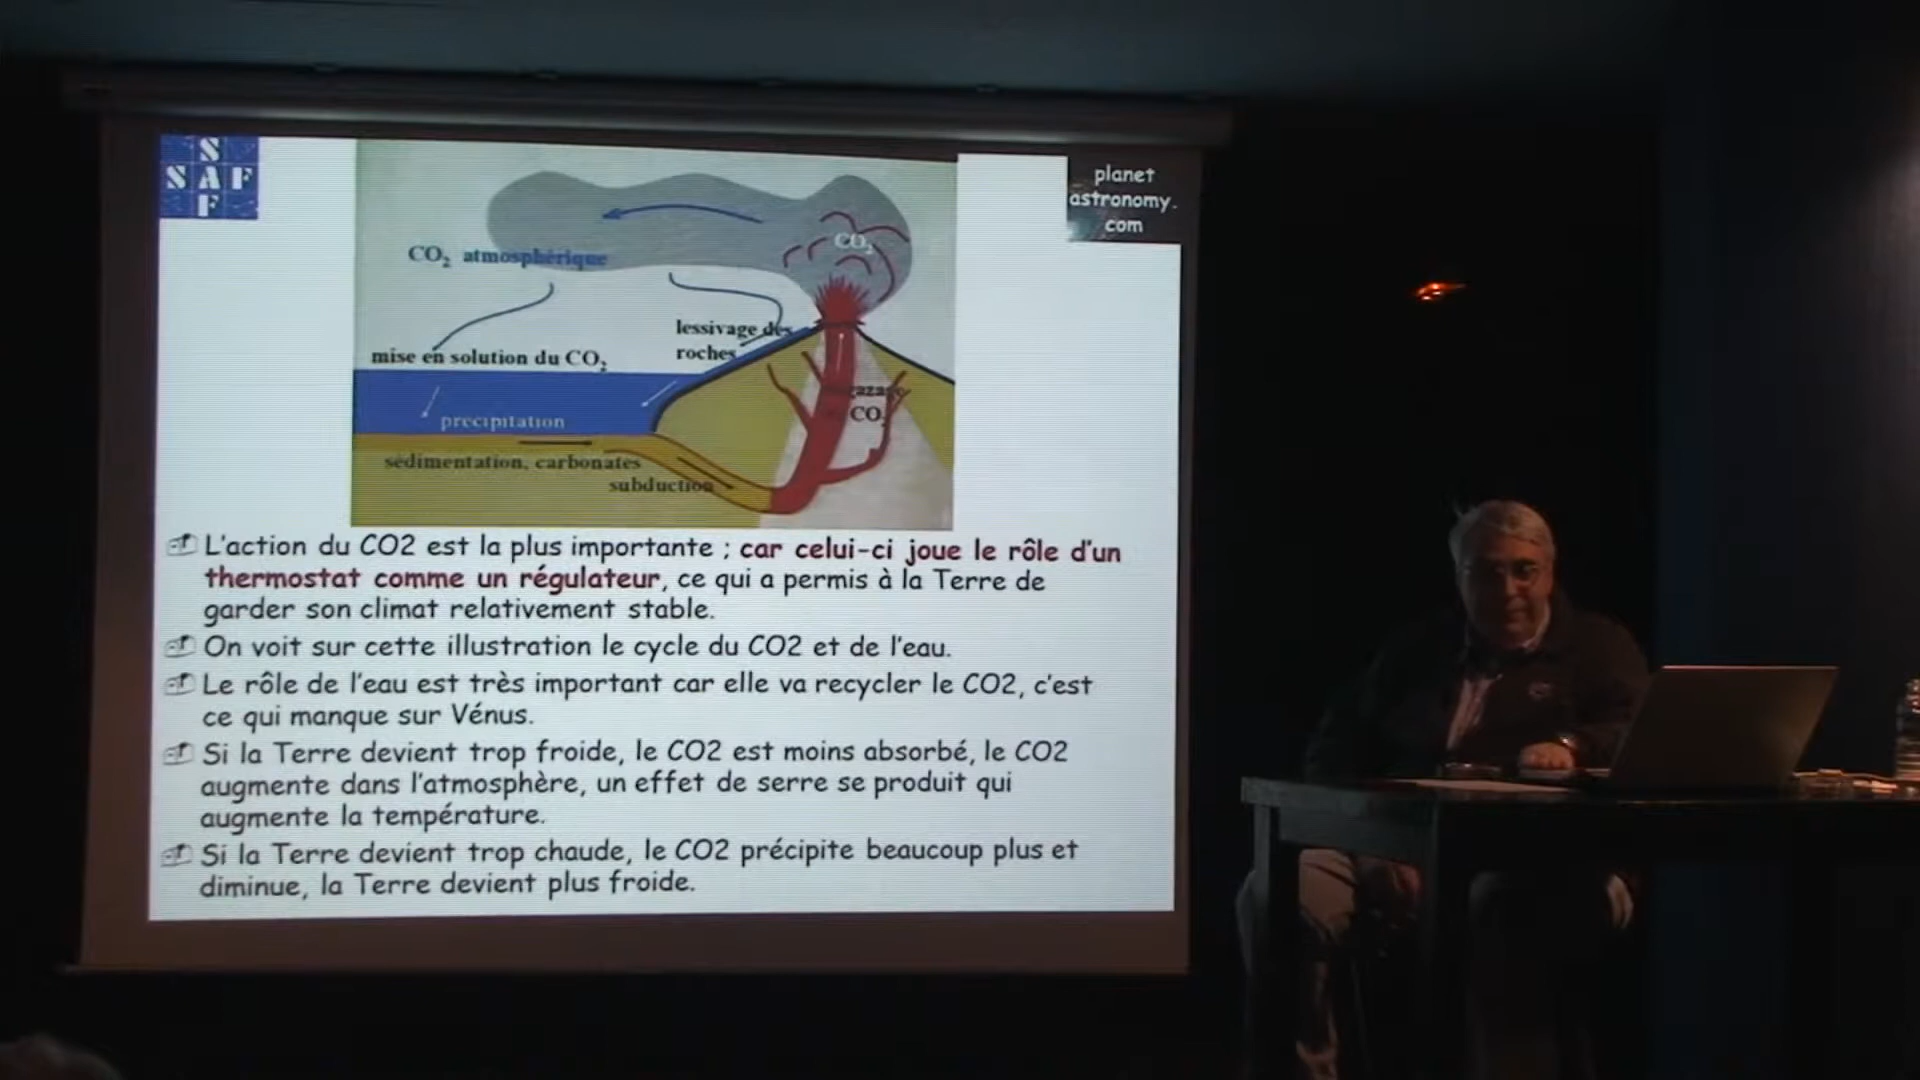 S
SAF
F
planet
astronomy.
com
CO2
CO2 atmosphérique
lessivage des
roches
mise en solution du CO2
CO
precipitation
sédimentation, carbonates
subduction
L'action du CO2 est la plus importante ; car celui-ci joue le rôle d'un
thermostat comme un régulateur, ce qui a permis à la Terre de
garder son climat relativement stable.
On voit sur cette illustration le cycle du CO2 et de l'eau.
Le rôle de l'eau est très important car elle va recycler le CO2, c'est
ce qui manque sur Vénus.
Si la Terre devient trop froide, le CO2 est moins absorbé, le CO2
augmente dans l'atmosphère, un effet de serre se produit qui
augmente la température.
Si la Terre devient trop chaude, le CO2 précipite beaucoup plus et
diminue, la Terre devient plus froide.